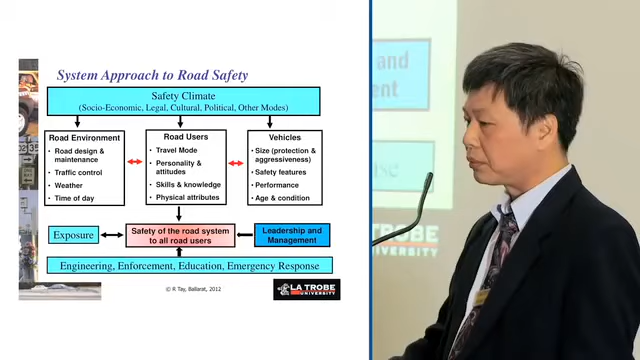 System Approach to Road Safety
Safety Climate
(Socio-Economic, Legal, Cultural, Political, Other Modes)
Road Environment
• Road design &
maintenance
• Traffic control
• Weather
• Time of day
Road Users
• Travel Mode
• Personality &
attitudes
• Skills & knowledge
• Physical attributes
Vehicles
• Size (protection &
aggressiveness)
• Safety features
• Performance
• Age & condition
Exposure
Safety of the road system
to all road users
Leadership and
Management
Engineering, Enforcement, Education, Emergency Response
© R Tay, Ballarat, 2012
LA TROBE
UNIVERSITY
and
LA TROBE
UNIVERSITY